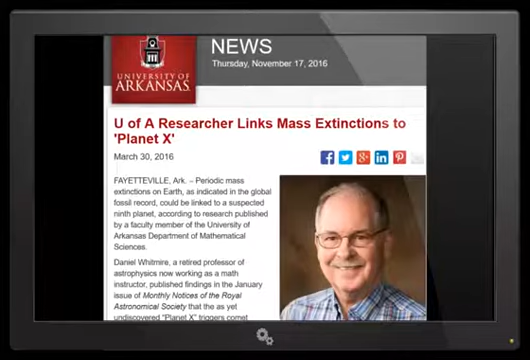 NEWS
Thursday, November 17, 2016
UNIVERSITY OF
ARKANSAS
U of A Researcher Links Mass Extinctions to
'Planet X'
March 30, 2016
FAYETTEVILLE, Ark. – Periodic mass
extinctions on Earth, as indicated in the global
fossil record, could be linked to a suspected
ninth planet, according to research published
by a faculty member of the University of
Arkansas Department of Mathematical
Sciences.
Daniel Whitmire, a retired professor of
astrophysics now working as a math
instructor, published findings in the January
issue of Monthly Notices of the Royal
Astronomical Society that the as yet
undiscovered "Planet X" triggers comet